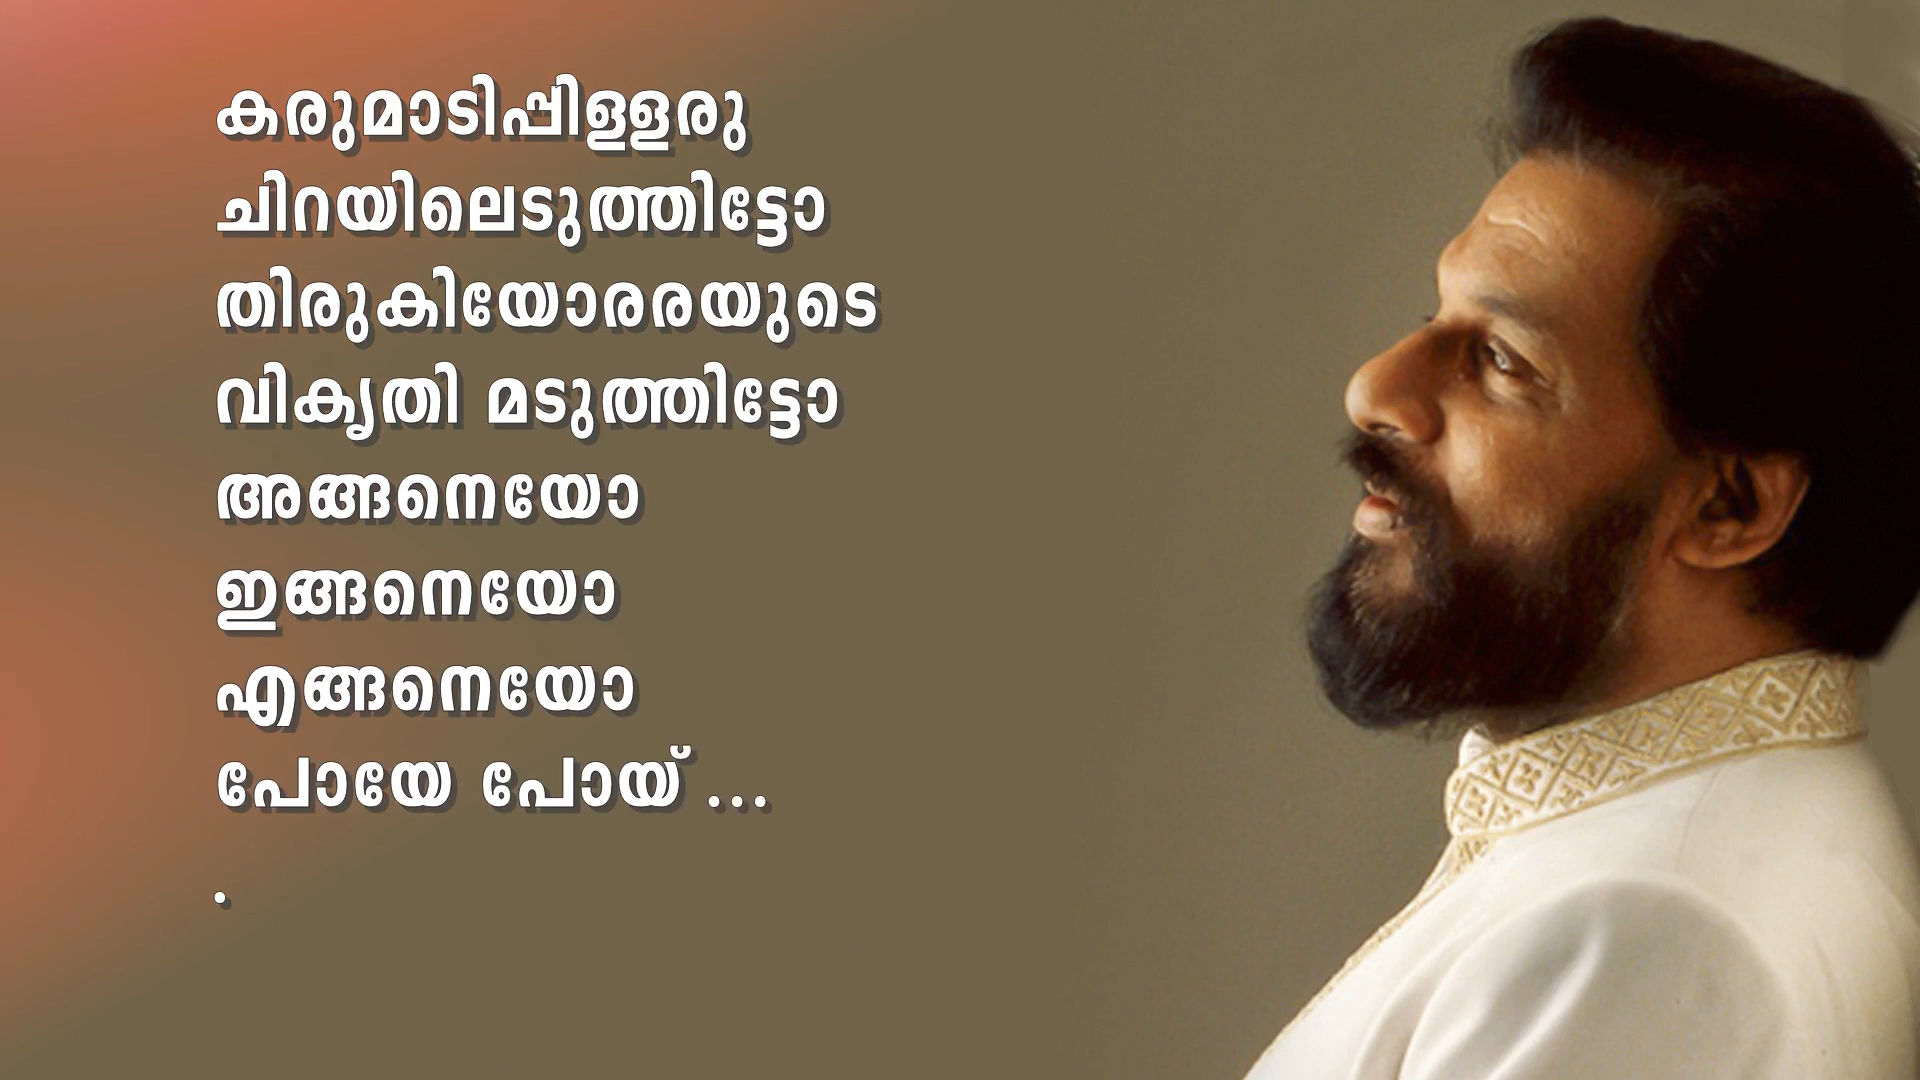 കരുമാടിപ്പിള്ളരു
ചിറയിലെടുത്തിട്ടോ
തിരുകിയോരരയുടെ
വികൃതി മടുത്തിട്ടോ
അങ്ങനെയോ
ഇങ്ങനെയോ
എങ്ങനെയോ
പോയേ പോയ് ...
.